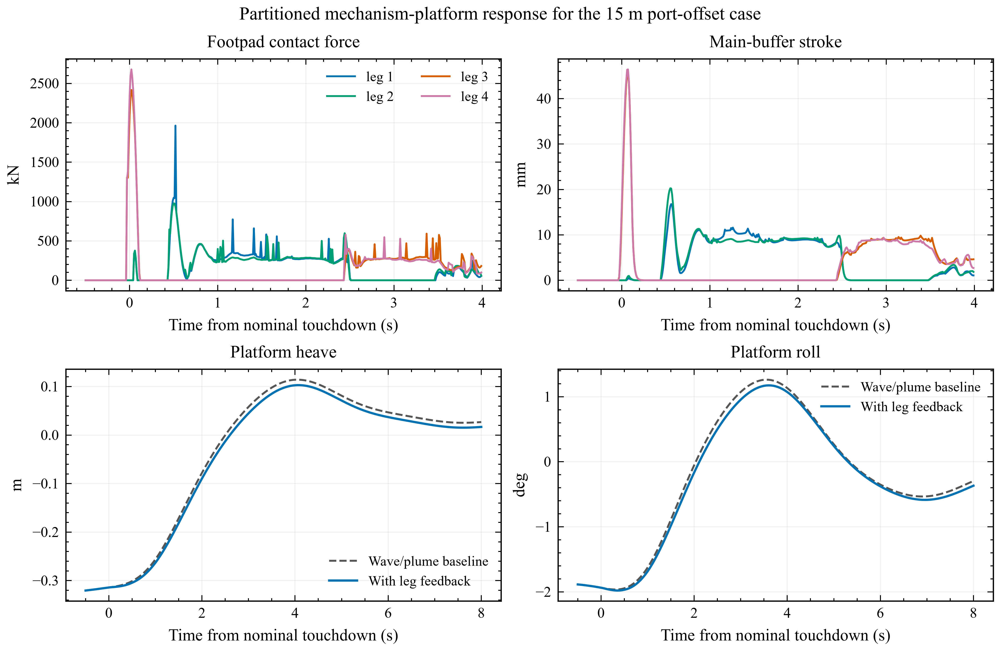 Partitioned mechanism-platform response for the 15 m port-offset case
Footpad contact force
kN
2500
2000
1500
1000
500
0
leg 1
leg 2
leg 3
leg 4
0 1 2 3 4
Time from nominal touchdown (s)
Main-buffer stroke
mm
40
30
20
10
0
0 1 2 3 4
Time from nominal touchdown (s)
Platform heave
m
0.1
0.0
−0.1
−0.2
−0.3
Wave/plume baseline
With leg feedback
0 2 4 6 8
Time from nominal touchdown (s)
Platform roll
deg
1
0
−1
−2
Wave/plume baseline
With leg feedback
0 2 4 6 8
Time from nominal touchdown (s)